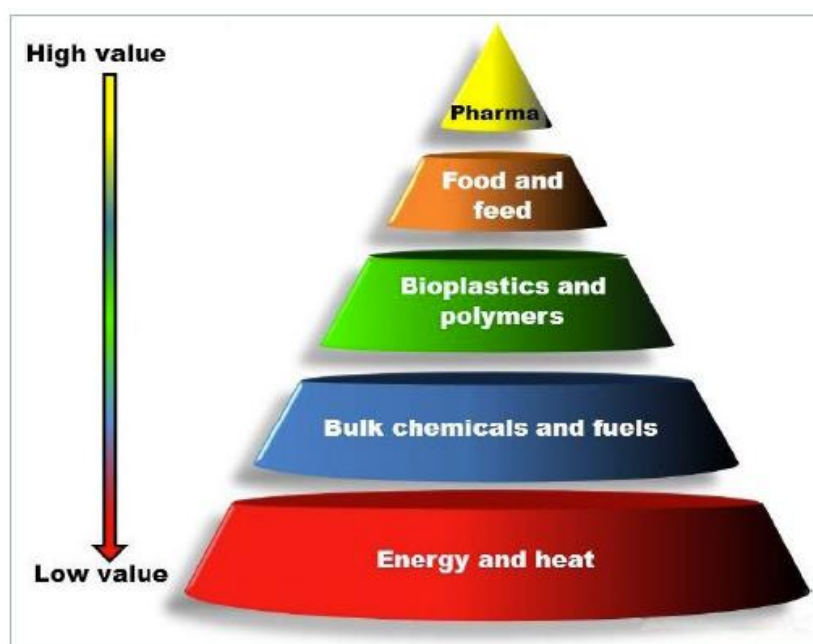 High value
Pharma
Food and
feed
Bioplastics and
polymers
Bulk chemicals and fuels
Energy and heat
Low value